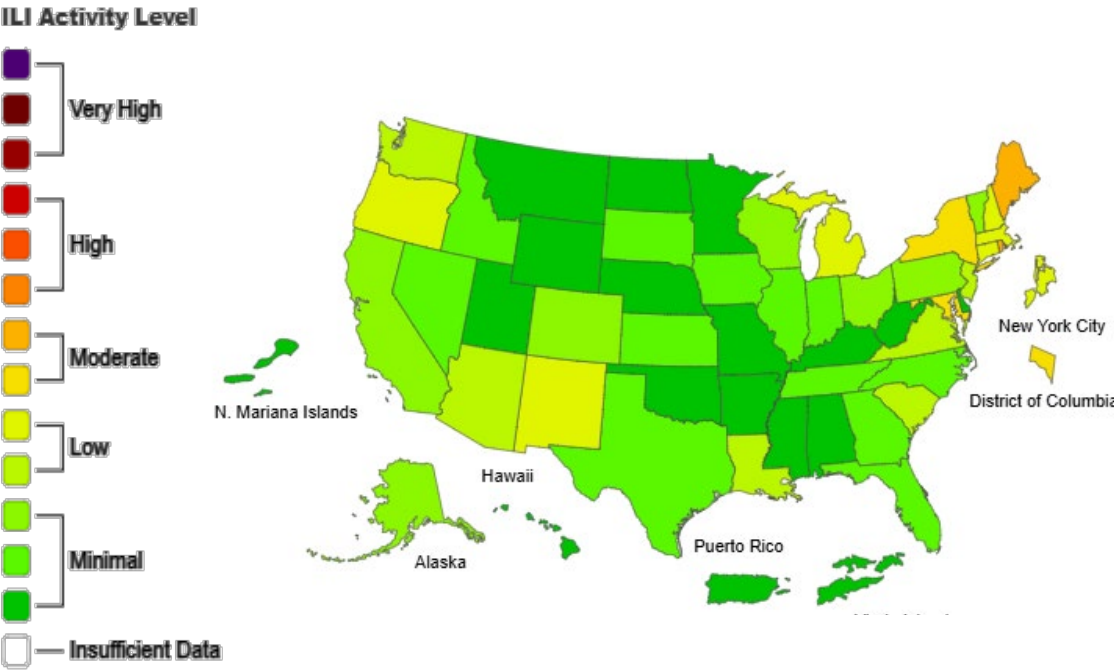 ILI Activity Level
Very High
High
Moderate
Low
Minimal
Insufficient Data
N. Mariana Islands
Alaska
Hawaii
Puerto Rico
New York City
District of Columbia